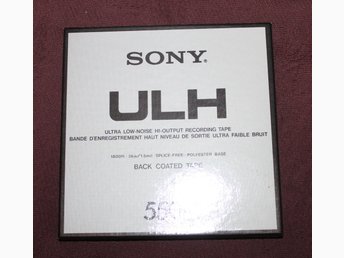 SONY®
ULH
ULTRA LOW-NOISE HI-OUTPUT RECORDING TAPE
BANDE D'ENREGISTREMENT HAUT NIVEAU DE SORTIE ULTRA FAIBLE BRUIT
SPLICE-FREE · POLYESTER BASE
BACK COATED TAPE